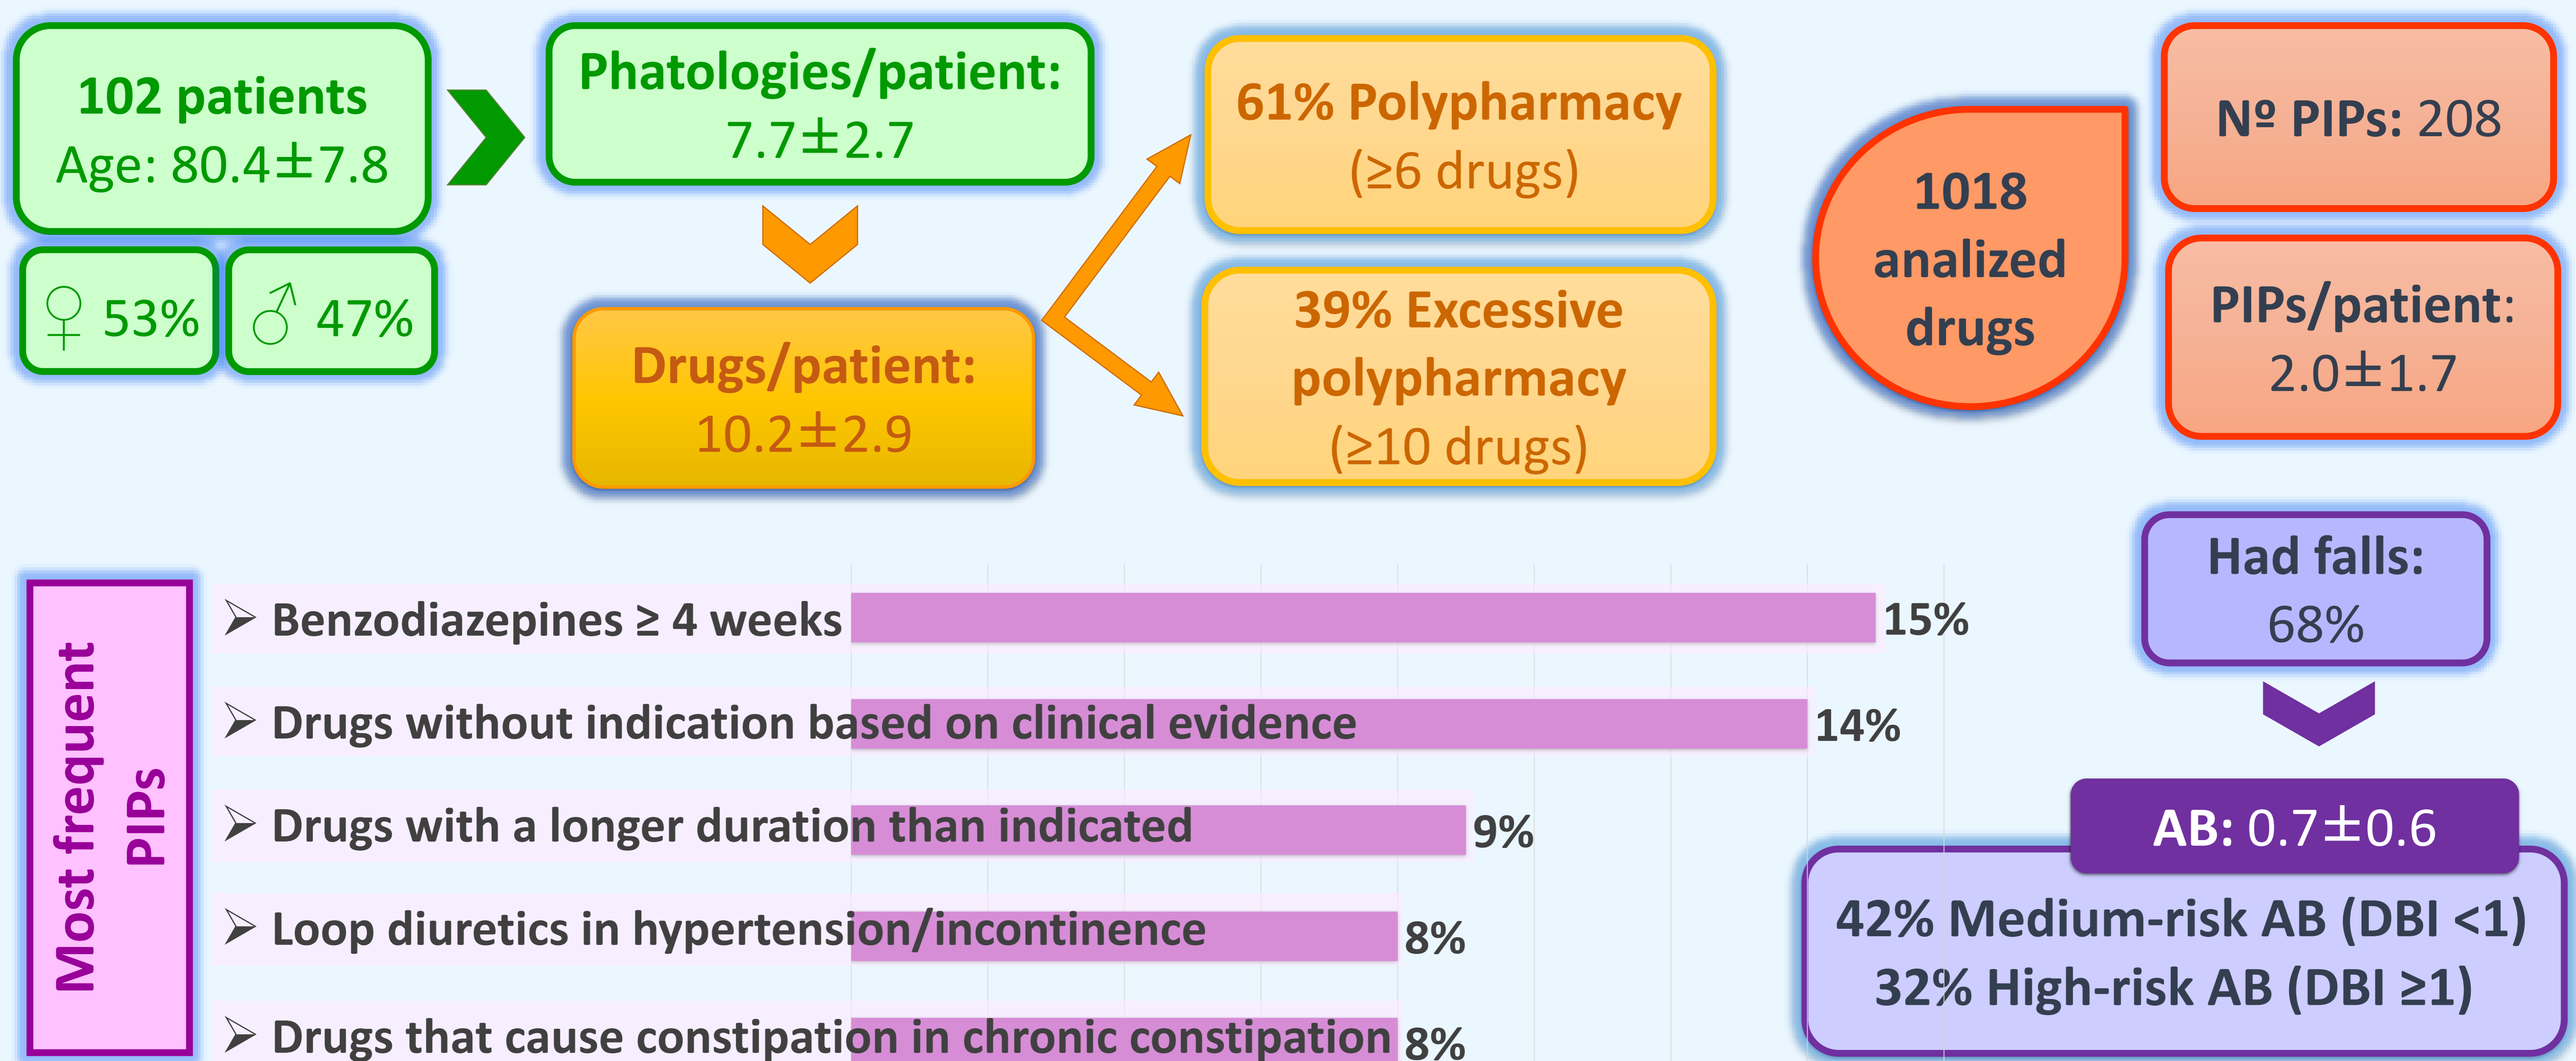 102 patients
Age: 80.4±7.8
♀ 53%
♂ 47%
Phatologies/patient:
7.7±2.7
Drugs/patient:
10.2±2.9
61% Polypharmacy
(≥6 drugs)
39% Excessive
polypharmacy
(≥10 drugs)
1018
analized
drugs
Nº PIPs: 208
PIPs/patient:
2.0±1.7
Most frequent
PIPs
➢ Benzodiazepines ≥ 4 weeks 15%
➢ Drugs without indication based on clinical evidence 14%
➢ Drugs with a longer duration than indicated 9%
➢ Loop diuretics in hypertension/incontinence 8%
➢ Drugs that cause constipation in chronic constipation 8%
Had falls:
68%
AB: 0.7±0.6
42% Medium-risk AB (DBI <1)
32% High-risk AB (DBI ≥1)